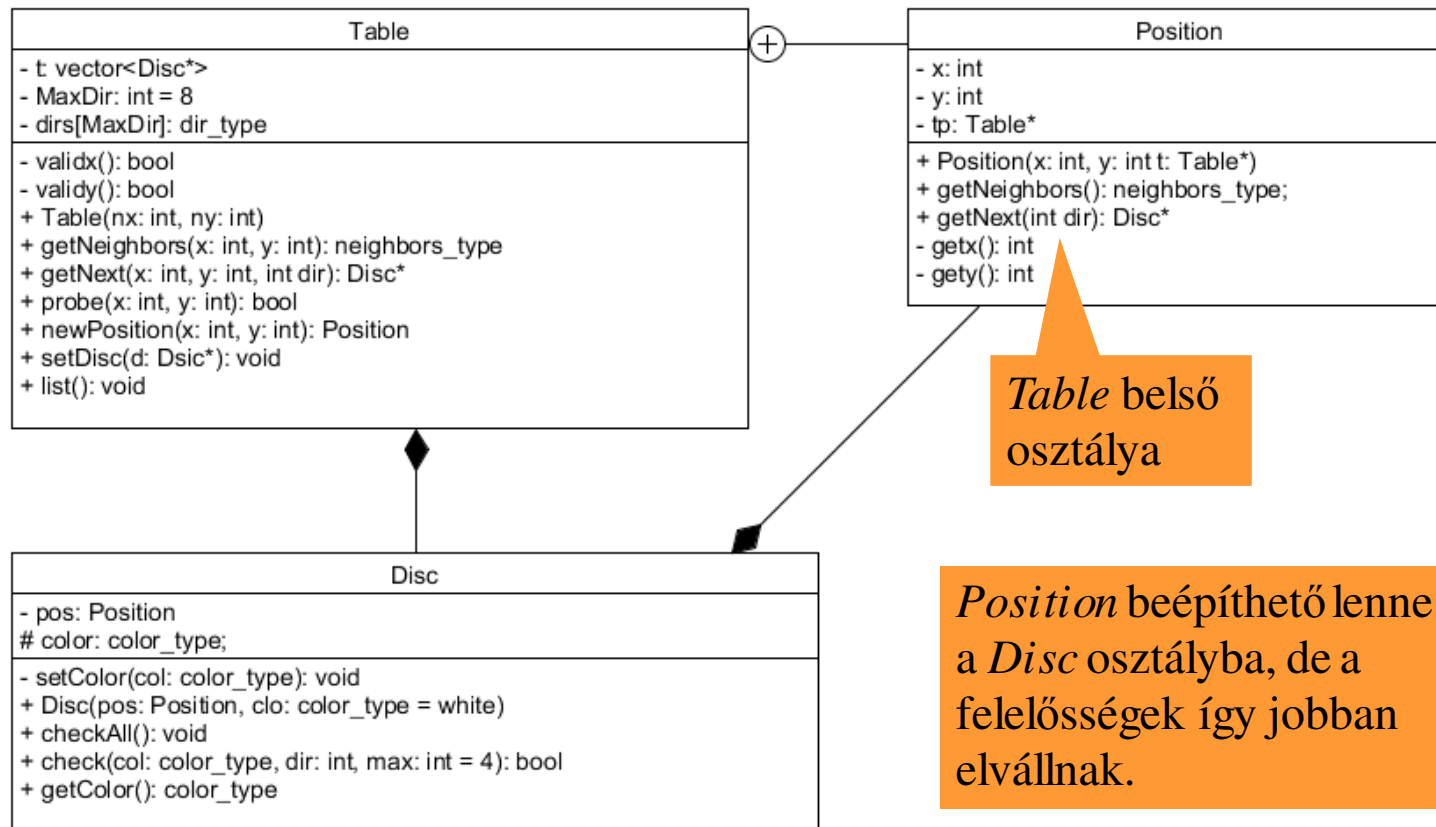 Table
- t: vector<Disc*>
- MaxDir: int = 8
- dirs[MaxDir]: dir_type
- validx(): bool
- validy(): bool
+ Table(nx: int, ny: int)
+ getNeighbors(x: int, y: int): neighbors_type
+ getNext(x: int, y: int, int dir): Disc*
+ probe(x: int, y: int): bool
+ newPosition(x: int, y: int): Position
+ setDisc(d: Dsic*): void
+ list(): void
Position
- x: int
- y: int
- tp: Table*
+ Position(x: int, y: int t: Table*)
+ getNeighbors(): neighbors_type;
+ getNext(int dir): Disc*
- getx(): int
- gety(): int
Table belső
osztálya
Disc
- pos: Position
# color: color_type;
- setColor(col: color_type): void
+ Disc(pos: Position, clo: color_type = white)
+ checkAll(): void
+ check(col: color_type, dir: int, max: int = 4): bool
+ getColor(): color_type
Position beépíthető lenne
a Disc osztályba, de a
felelősségek így jobban
elvállnak.